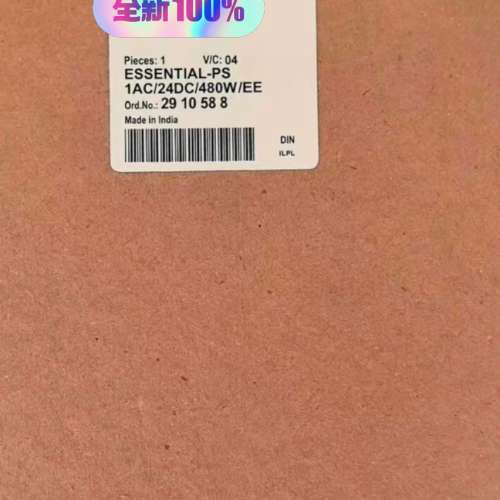 全新100%
Pieces: 1 V/C: 04
ESSENTIAL-PS
1AC/24DC/480W/EE
Ord.No.: 29 10 58 8
Made in India
DIN
ILPL